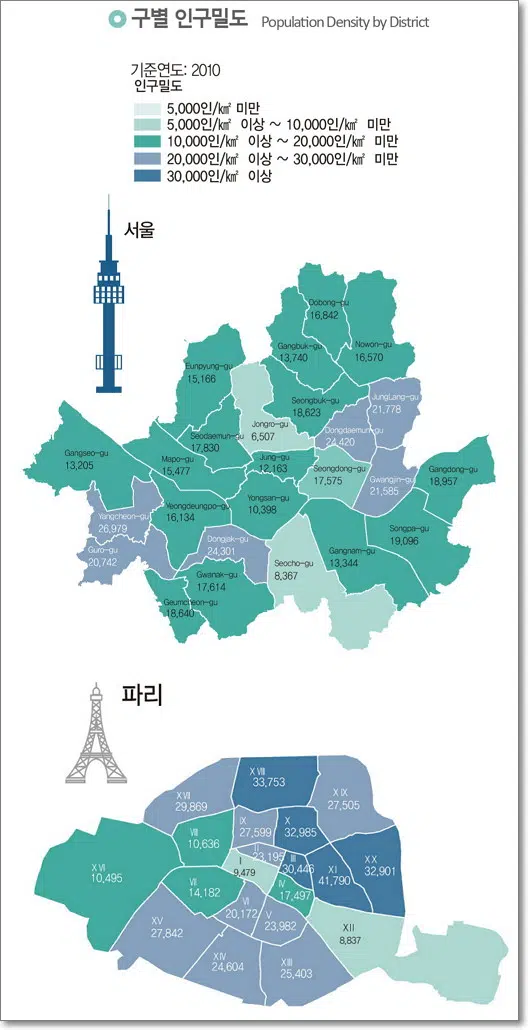 구별 인구밀도 Population Density by District
기준연도: 2010
인구밀도
5,000인/㎢ 미만
5,000인/㎢ 이상 ~ 10,000인/㎢ 미만
10,000인/㎢ 이상 ~ 20,000인/㎢ 미만
20,000인/㎢ 이상 ~ 30,000인/㎢ 미만
30,000인/㎢ 이상
서울
Dobong-gu
16,842
Gangbuk-gu
13,740
Nowon-gu
16,570
Eunpyung-gu
15,166
Seongbuk-gu
18,623
JungLang-gu
21,778
Jongro-gu
6,507
Dongdaemun-gu
24,420
Seodaemun-gu
17,830
Gangseo-gu
13,205
Mapo-gu
15,477
Jung-gu
12,163
Seongdong-gu
17,575
Gwangjin-gu
21,585
Gangdong-gu
18,957
Yangcheon-gu
26,979
Yeongdeungpo-gu
16,134
Yongsan-gu
10,398
Songpa-gu
19,096
Guro-gu
20,742
Dongjak-gu
24,301
Gangnam-gu
13,344
Seocho-gu
8,367
Gwanak-gu
17,614
Geumcheon-gu
18,640
파리
XVIII
33,753
XVII
29,869
XIX
27,505
IX
27,599
X
32,985
VIII
10,636
II
23,195
III
30,446
XI
41,790
XX
32,901
I
9,479
XVI
10,495
VII
14,182
IV
17,497
VI
20,172
V
23,982
XII
8,837
XV
27,842
XIV
24,604
XIII
25,403